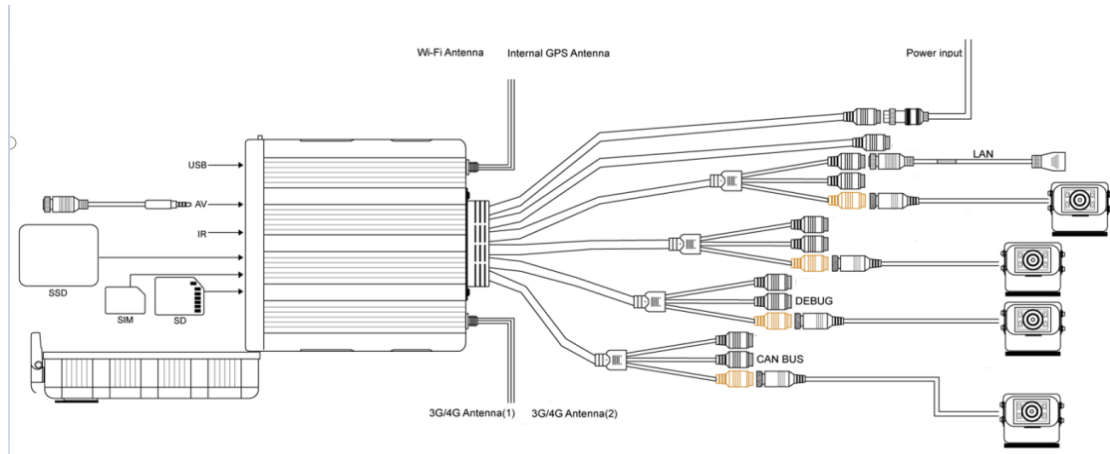 Wi-Fi Antenna
Internal GPS Antenna
Power input
USB
LAN
AV
IR
SSD
SIM
SD
DEBUG
CAN BUS
3G/4G Antenna(1)
3G/4G Antenna(2)